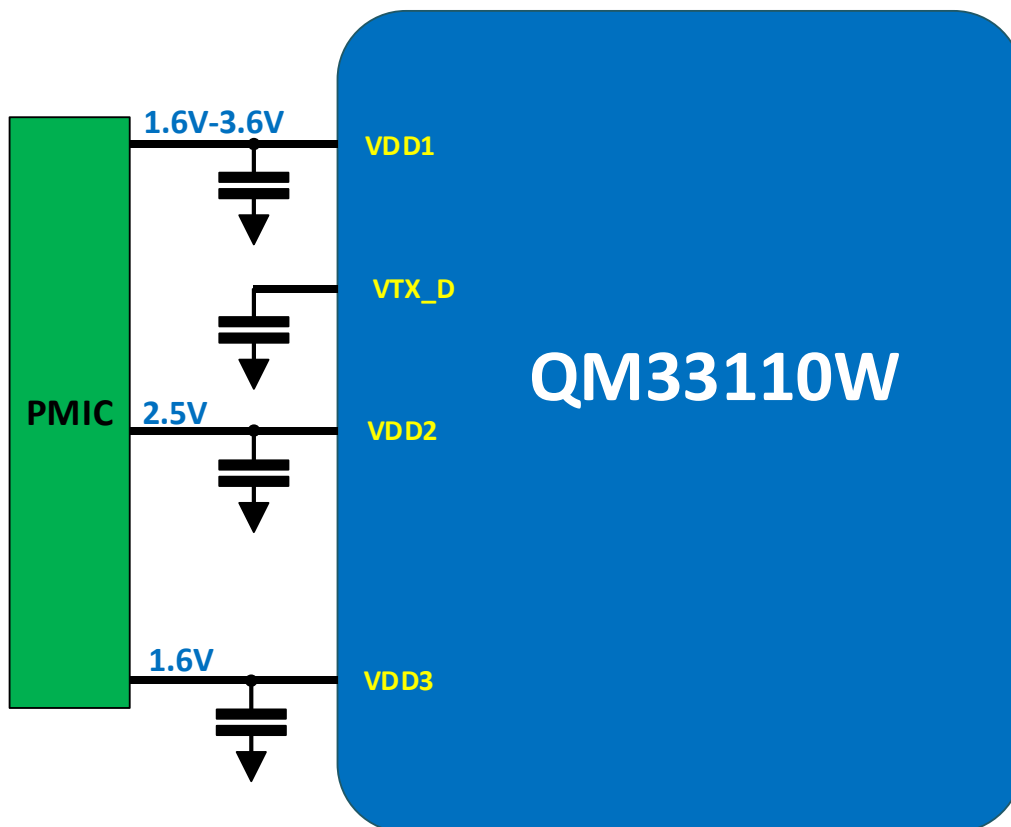 1.6V-3.6V
VDD1
VTX_D
QM33110W
PMIC
2.5V
VDD2
1.6V
VDD3